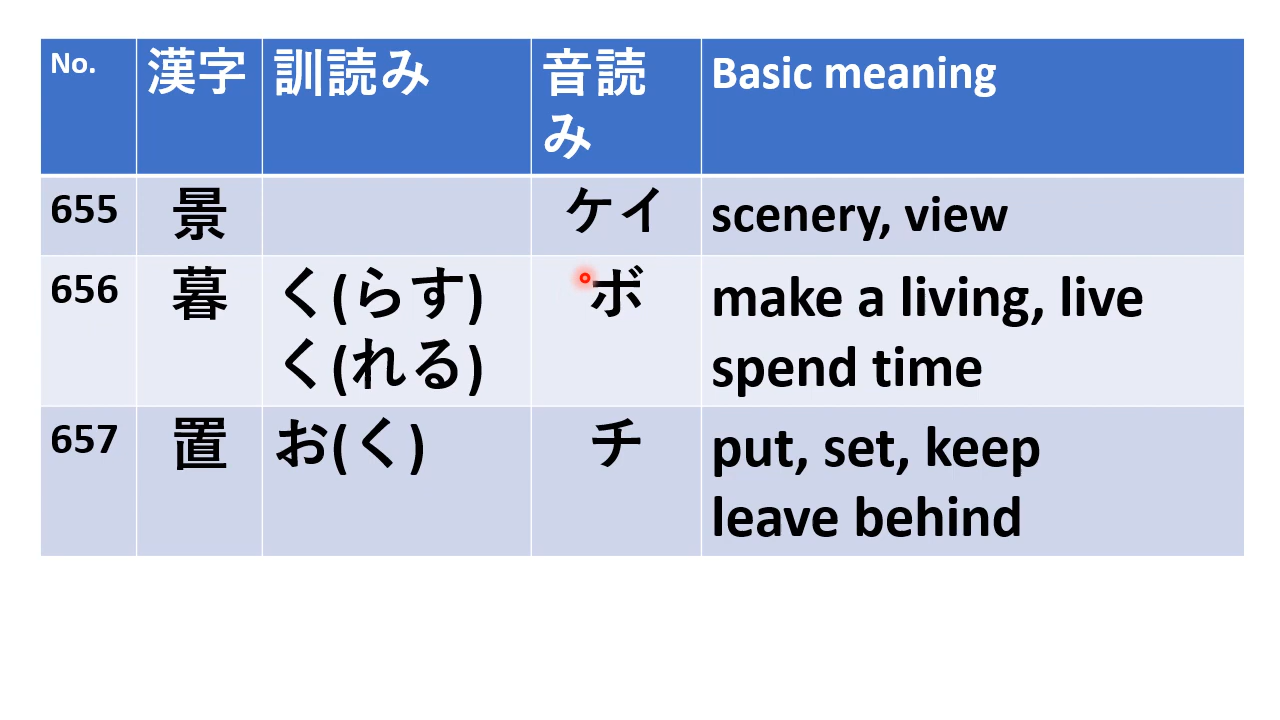 No. 漢字 訓読み 音読 Basic meaning
み
655 景 ケイ scenery, view
656 暮 く(らす) ボ make a living, live
く(れる) spend time
657 置 お(く) チ put, set, keep
leave behind